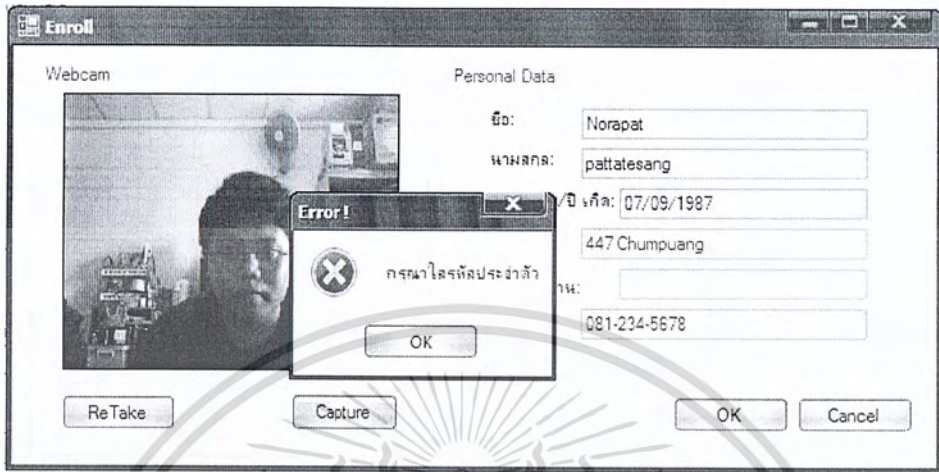 Enroll
Webcam
Personal Data
ชื่อ:
Norapat
นามสกุล:
pattatesang
/ปี เกิด: 07/09/1987
447 Chumpuang
าน:
081-234-5678
Error!
กรุณาใส่รหัสประจำตัว
OK
ReTake
Capture
OK
Cancel